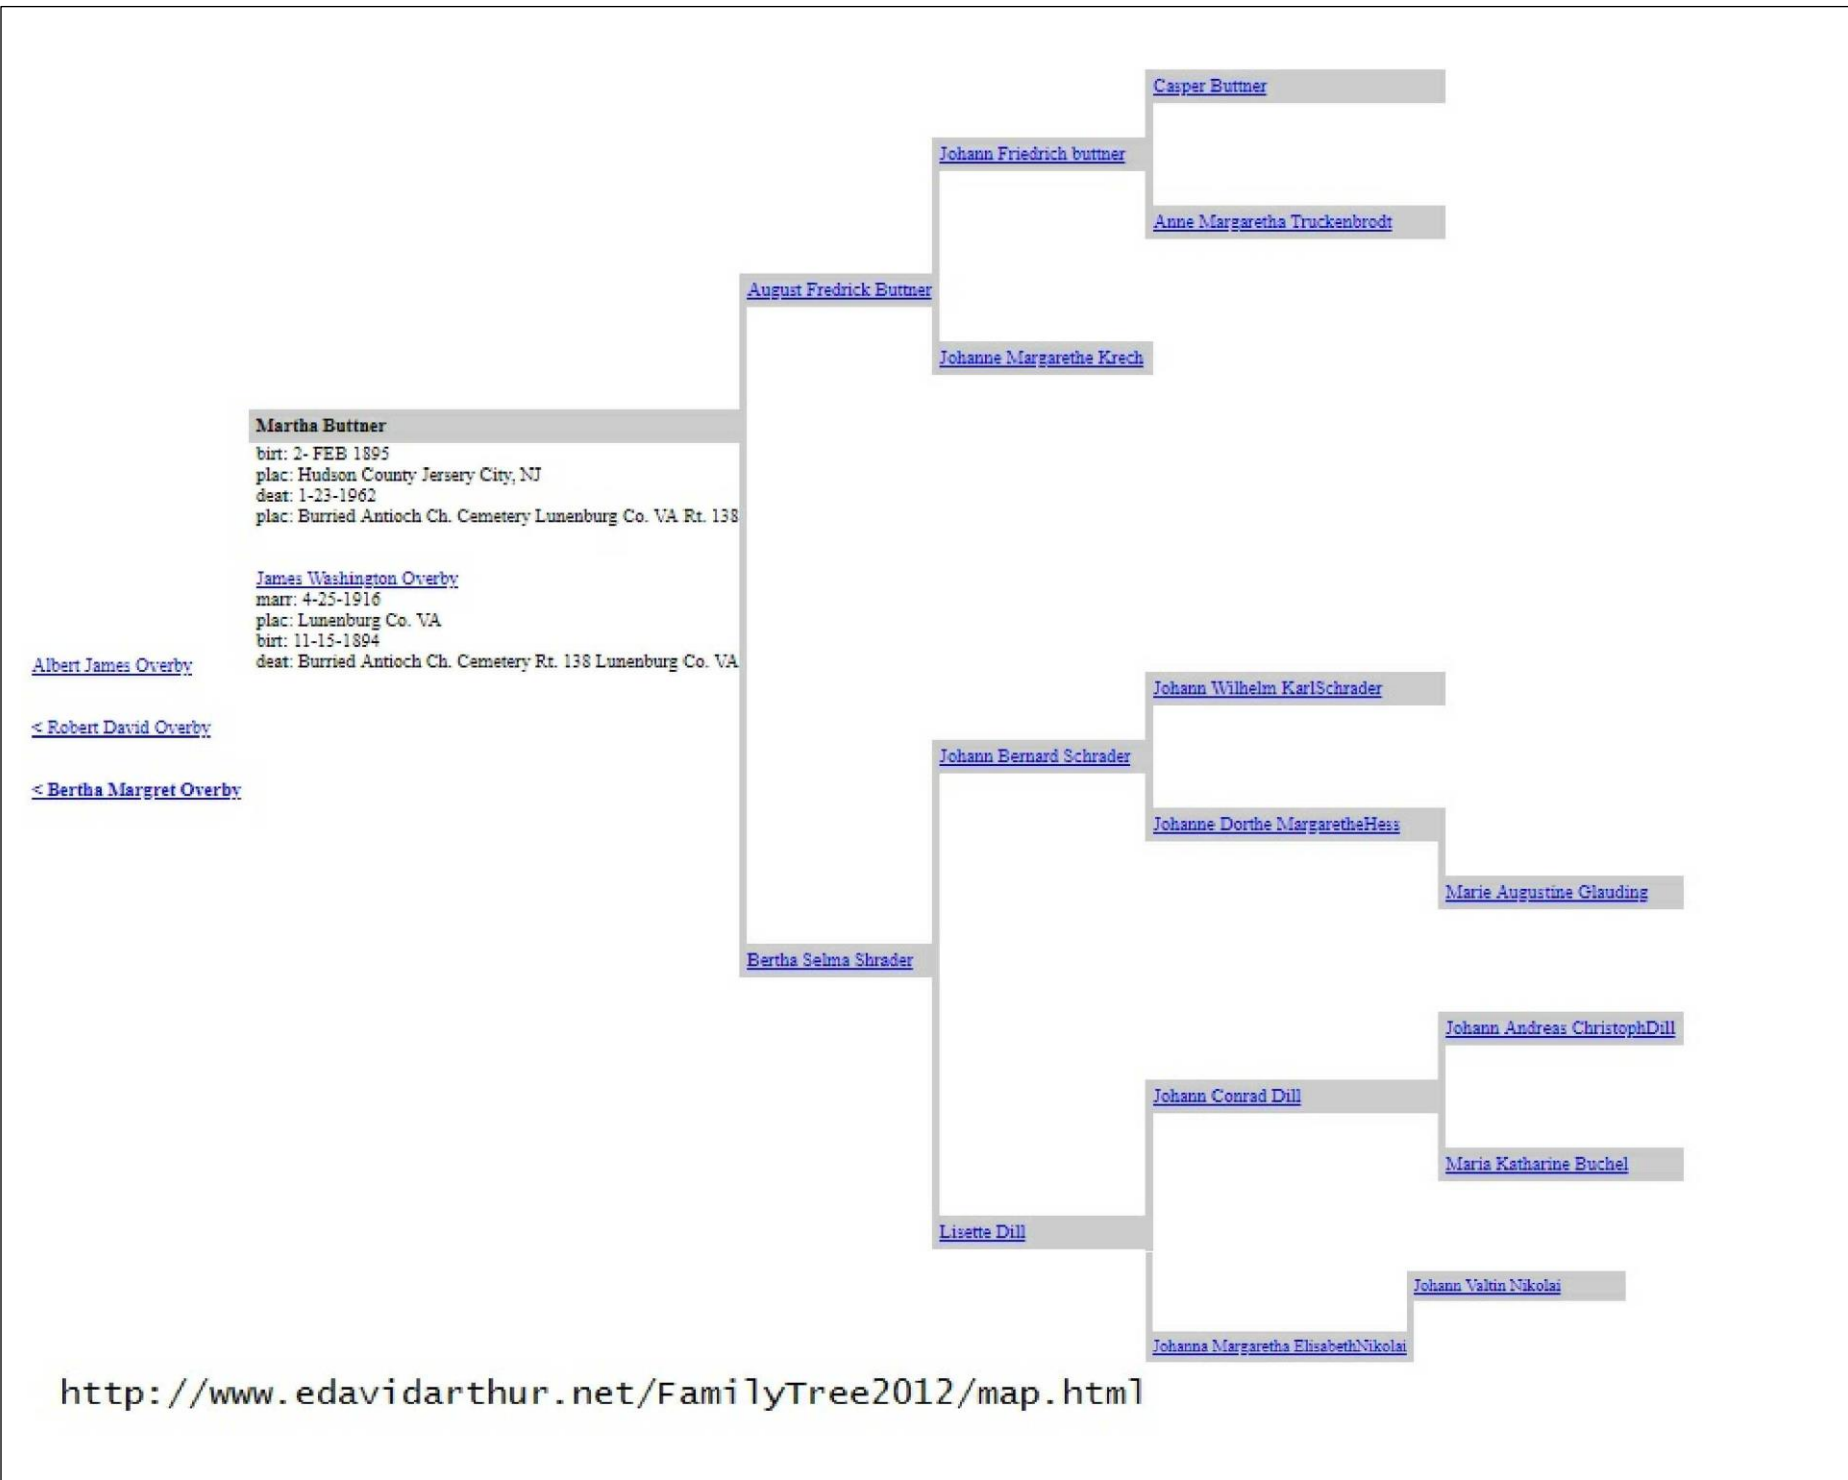 Casper Buttner
Johann Friedrich buttner
Anne Margaretha Truckenbrodt
August Fredrick Buttner
Johanne Margarethe Krech
Martha Buttner
birt: 2- FEB 1895
plac: Hudson County Jersery City, NJ
deat: 1-23-1962
plac: Burried Antioch Ch. Cemetery Lunenburg Co. VA Rt. 138
James Washington Overby
marr: 4-25-1916
plac: Lunenburg Co. VA
birt: 11-15-1894
deat: Burried Antioch Ch. Cemetery Rt. 138 Lunenburg Co. VA
Albert James Overby
< Robert David Overby
< Bertha Margret Overby
Johann Wilhelm KarlSchrader
Johann Bernard Schrader
Johanne Dorthe MargaretheHess
Marie Augustine Glauding
Bertha Selma Shrader
Johann Andreas ChristophDill
Johann Conrad Dill
Maria Katharine Buchel
Lisette Dill
Johann Valtin Nikolai
Johanna Margaretha ElisabethNikolai
http://www.edavidarthur.net/FamilyTree2012/map.html